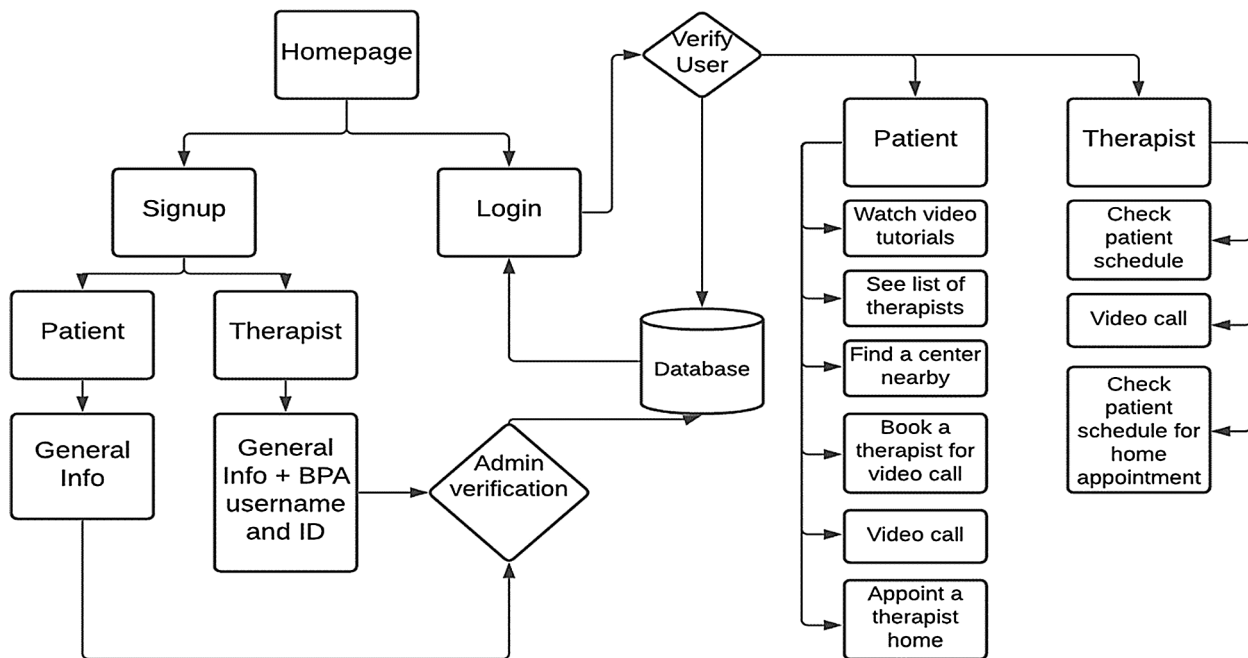 Homepage
Verify
User
Signup
Login
Patient
Therapist
General
Info
General
Info + BPA
username
and ID
Admin
verification
Database
Patient
Watch video
tutorials
See list of
therapists
Find a center
nearby
Book a
therapist for
video call
Video call
Appoint a
therapist
home
Therapist
Check
patient
schedule
Video call
Check
patient
schedule for
home
appointment